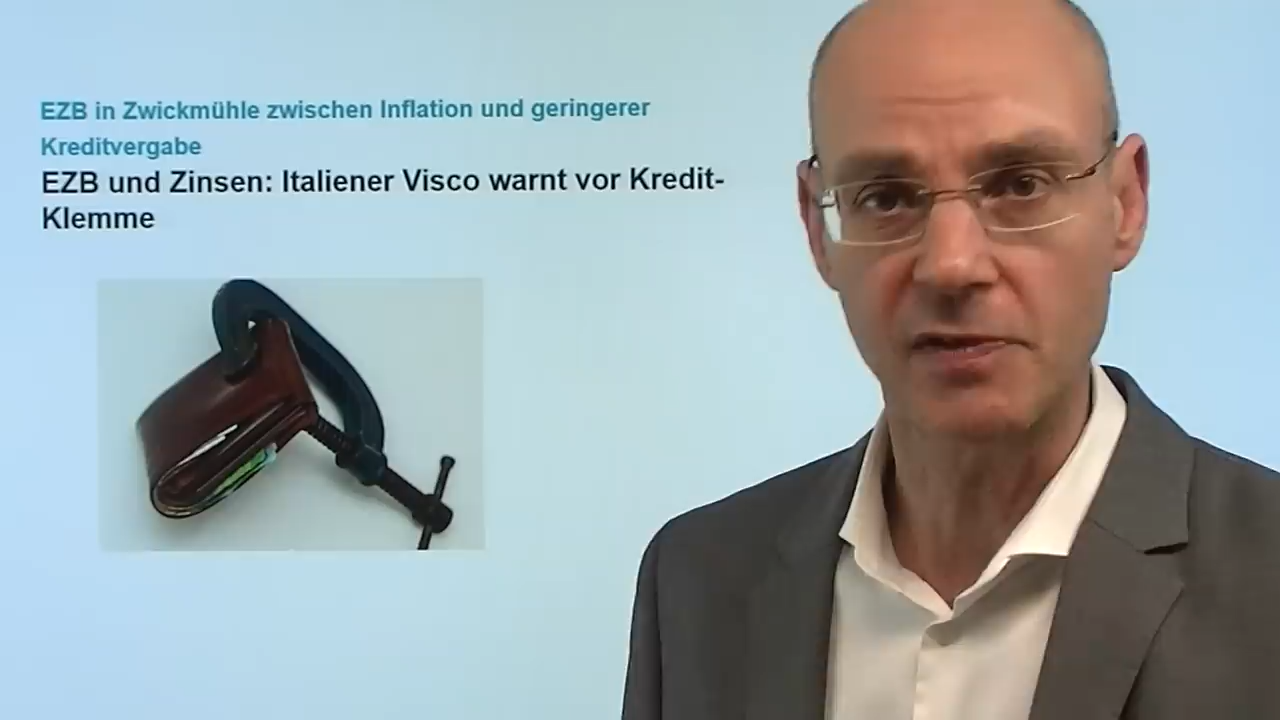 EZB in Zwickmühle zwischen Inflation und geringerer
Kreditvergabe
EZB und Zinsen: Italiener Visco warnt vor Kredit-
Klemme